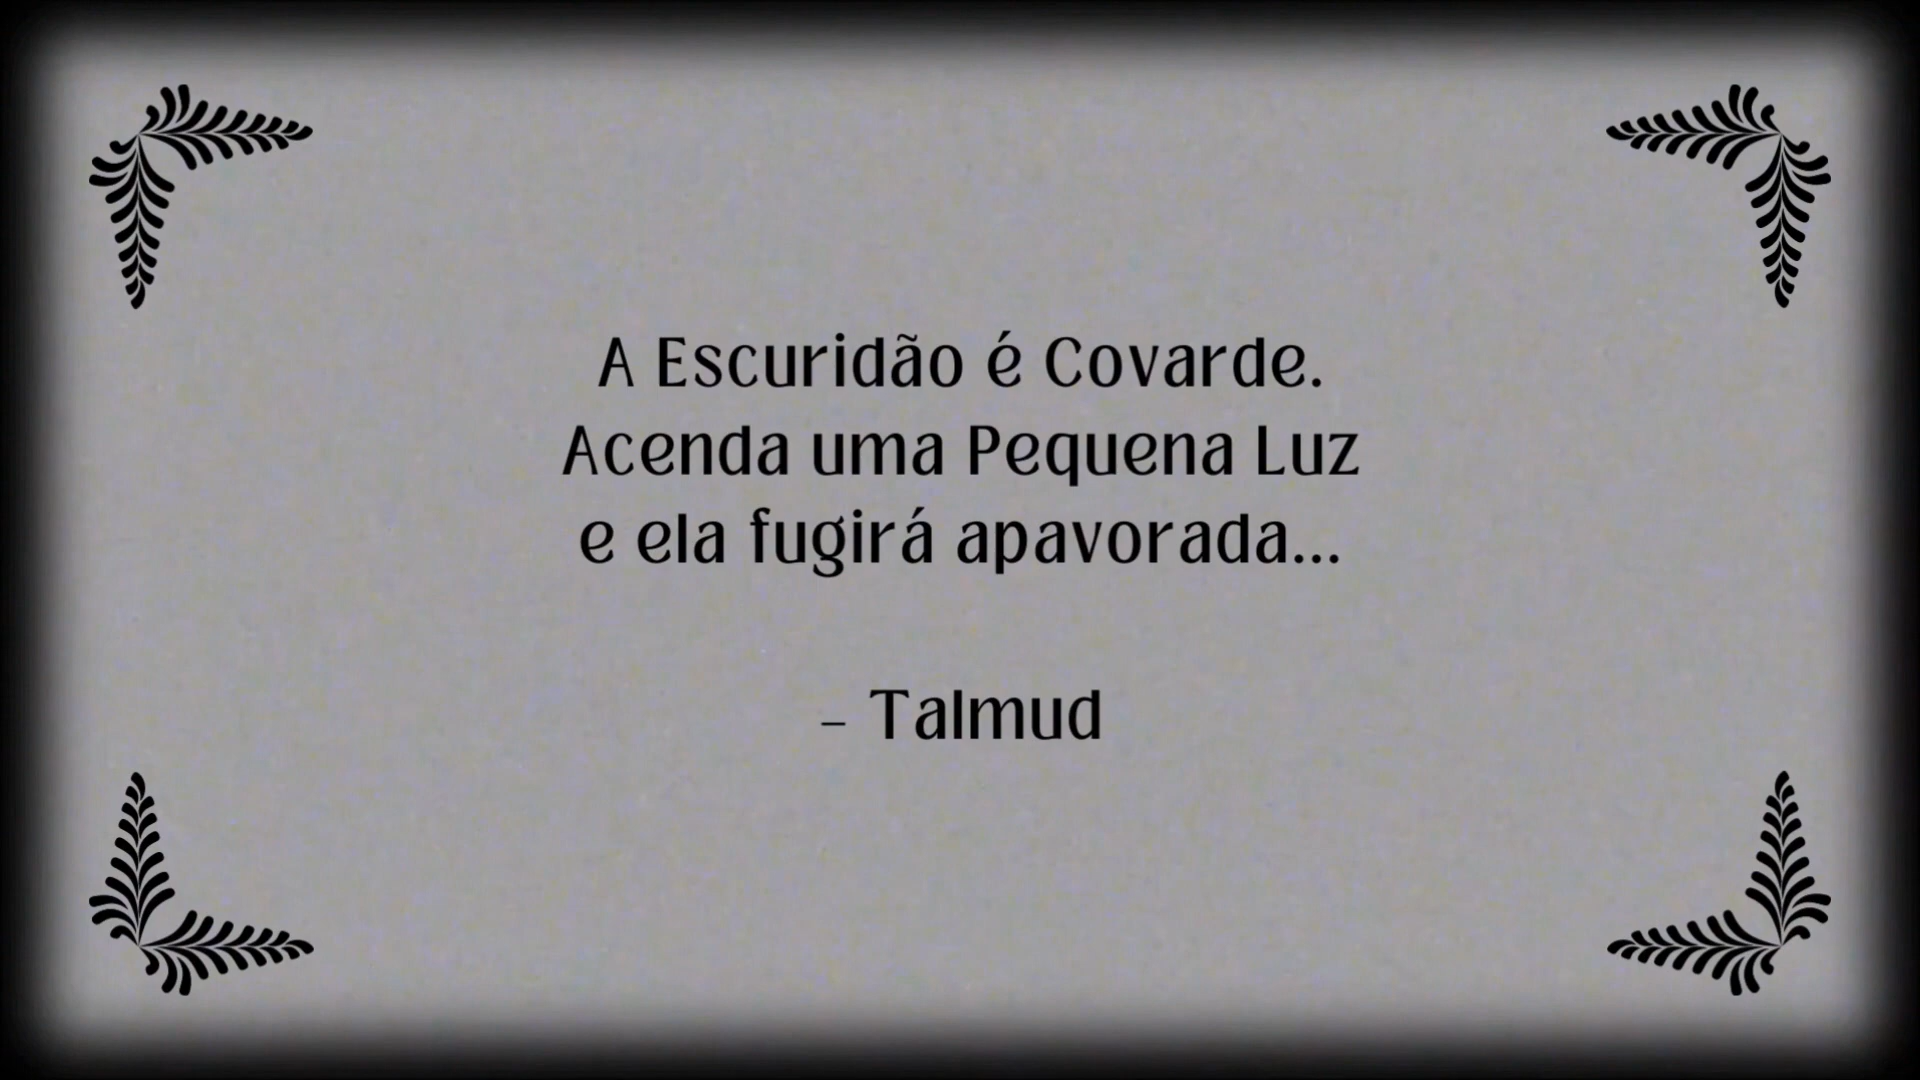 A Escuridão é Covarde.
Acenda uma Pequena Luz
e ela fugirá apavorada...
- Talmud